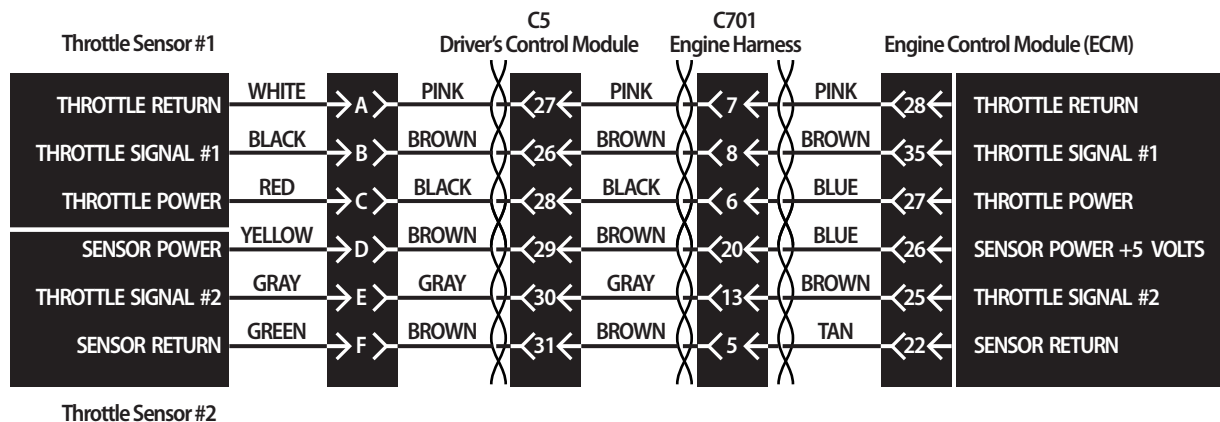 C5 C701
Throttle Sensor #1 Driver's Control Module Engine Harness Engine Control Module (ECM)
THROTTLE RETURN WHITE A PINK 27 PINK 7 PINK 28 THROTTLE RETURN
THROTTLE SIGNAL #1 BLACK B BROWN 26 BROWN 8 BROWN 35 THROTTLE SIGNAL #1
THROTTLE POWER RED C BLACK 28 BLACK 6 BLUE 27 THROTTLE POWER
SENSOR POWER YELLOW D BROWN 29 BROWN 20 BLUE 26 SENSOR POWER +5 VOLTS
THROTTLE SIGNAL #2 GRAY E GRAY 30 GRAY 13 BROWN 25 THROTTLE SIGNAL #2
SENSOR RETURN GREEN F BROWN 31 BROWN 5 TAN 22 SENSOR RETURN
Throttle Sensor #2